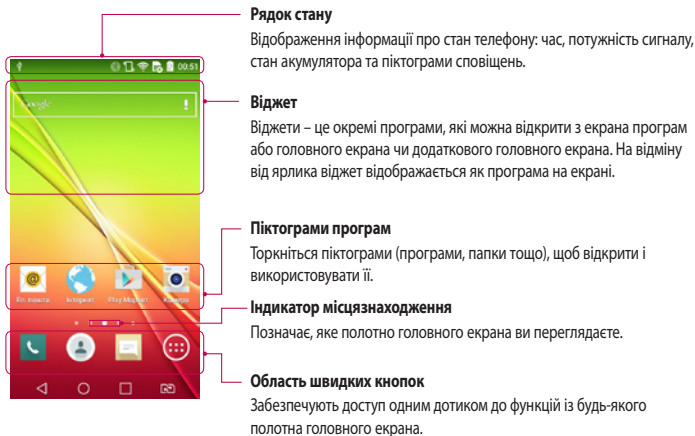 Рядок стану
Відображення інформації про стан телефону: час, потужність сигналу,
стан акумулятора та піктограми сповіщень.
00:51
Google
Віджет
Віджети – це окремі програми, які можна відкрити з екрана програм
або головного екрана чи додаткового головного екрана. На відміну
від ярлика віджет відображається як програма на екрані.
Піктограми програм
Торкніться піктограми (програми, папки тощо), щоб відкрити і
використовувати її.
Ел. пошта Інтернет Play Маркет Камера
Індикатор місцязнаходження
Позначає, яке полотно головного екрана ви переглядаєте.
Область швидких кнопок
Забезпечують доступ одним дотиком до функцій із будь-якого
полотна головного екрана.